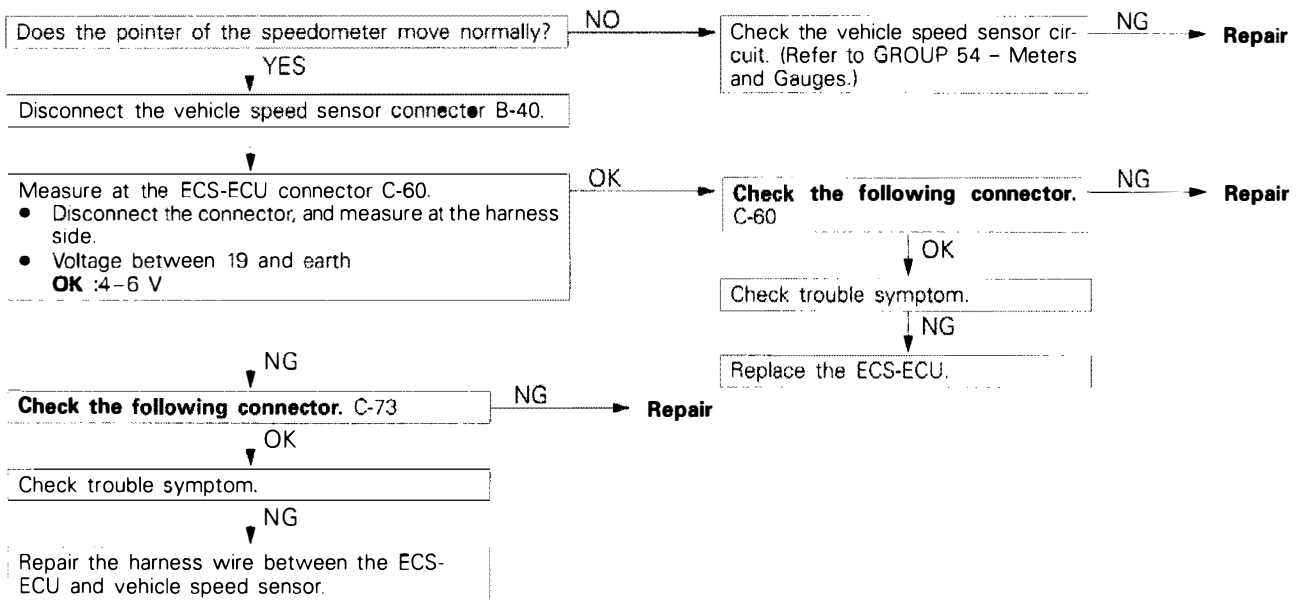 Does the pointer of the speedometer move normally?
NO
Check the vehicle speed sensor cir-
cuit. (Refer to GROUP 54 – Meters
and Gauges.)
NG
Repair
YES
Disconnect the vehicle speed sensor connector B-40.
Measure at the ECS-ECU connector C-60.
● Disconnect the connector, and measure at the harness
side.
● Voltage between 19 and earth
OK :4–6 V
OK
Check the following connector.
C-60
NG
Repair
OK
Check trouble symptom.
NG
Replace the ECS-ECU.
NG
Check the following connector. C-73
NG
Repair
OK
Check trouble symptom.
NG
Repair the harness wire between the ECS-
ECU and vehicle speed sensor.